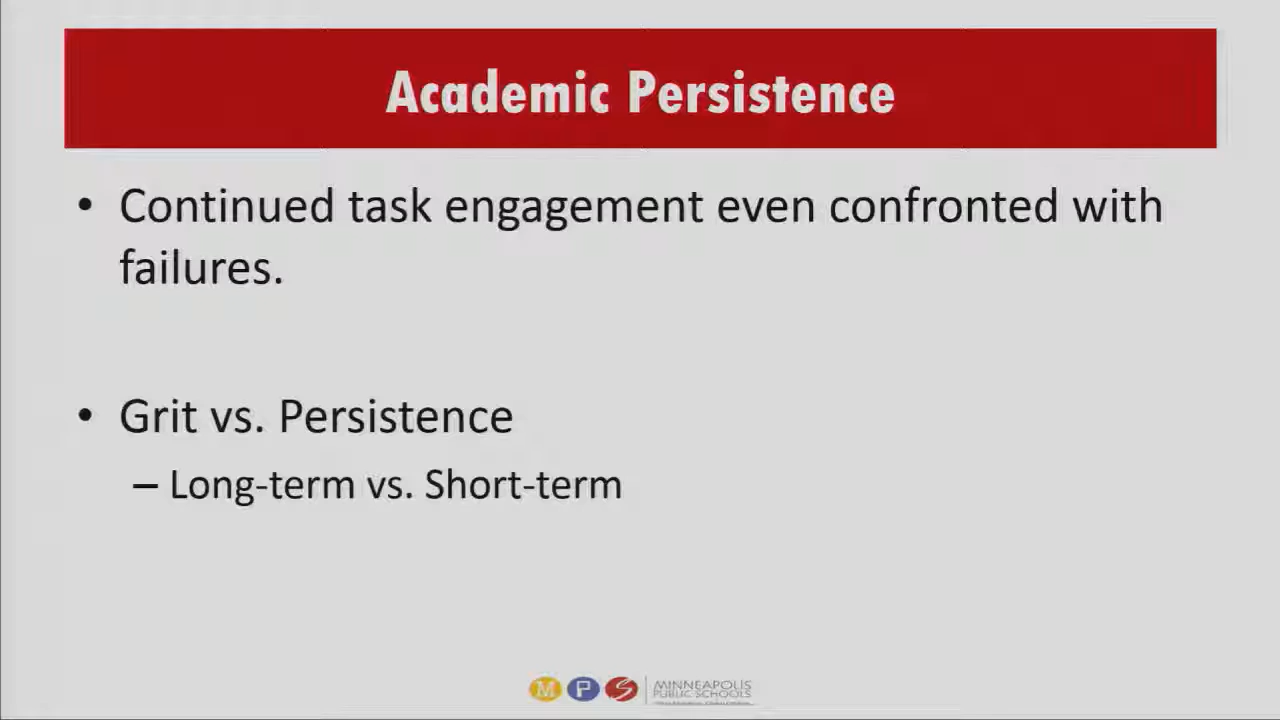 Academic Persistence
• Continued task engagement even confronted with
failures.
• Grit vs. Persistence
– Long-term vs. Short-term
M P S
MINNEAPOLIS
PUBLIC SCHOOLS